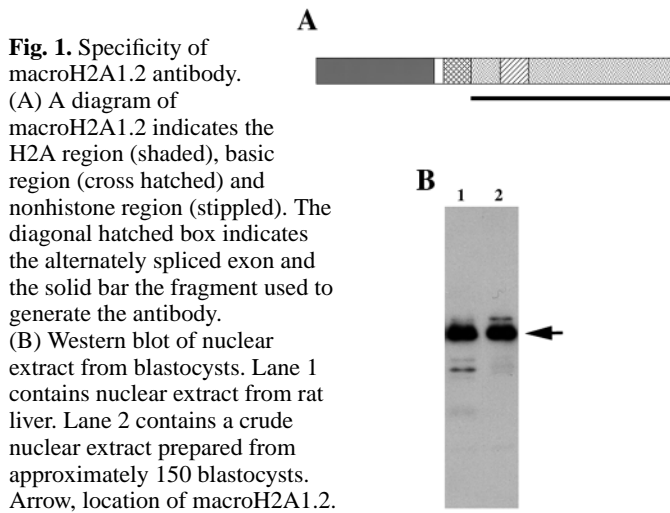 A
Fig. 1. Specificity of
macroH2A1.2 antibody.
(A) A diagram of
macroH2A1.2 indicates the
H2A region (shaded), basic
region (cross hatched) and
nonhistone region (stippled). The
diagonal hatched box indicates
the alternately spliced exon and
the solid bar the fragment used to
generate the antibody.
(B) Western blot of nuclear
extract from blastocysts. Lane 1
contains nuclear extract from rat
liver. Lane 2 contains a crude
nuclear extract prepared from
approximately 150 blastocysts.
Arrow, location of macroH2A1.2.
B
1 2